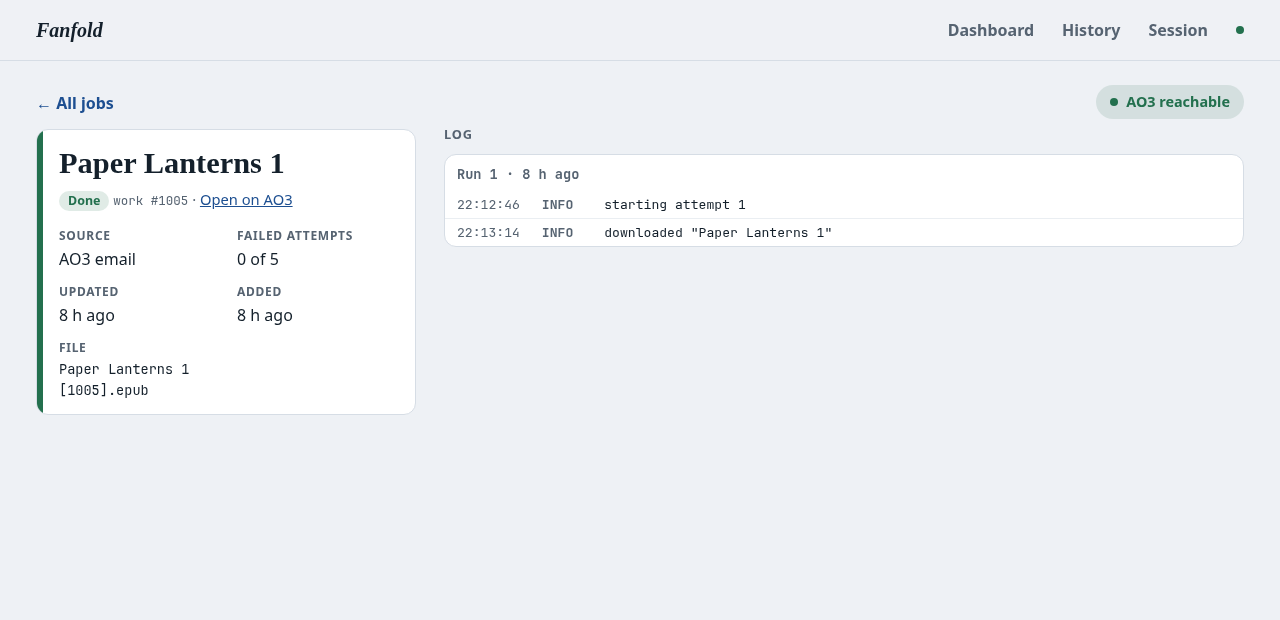 Fanfold
Dashboard History Session
← All jobs
AO3 reachable
Paper Lanterns 1
Done work #1005 · Open on AO3
SOURCE FAILED ATTEMPTS
AO3 email 0 of 5
UPDATED ADDED
8 h ago 8 h ago
FILE
Paper Lanterns 1
[1005].epub
LOG
Run 1 · 8 h ago
22:12:46 INFO starting attempt 1
22:13:14 INFO downloaded "Paper Lanterns 1"